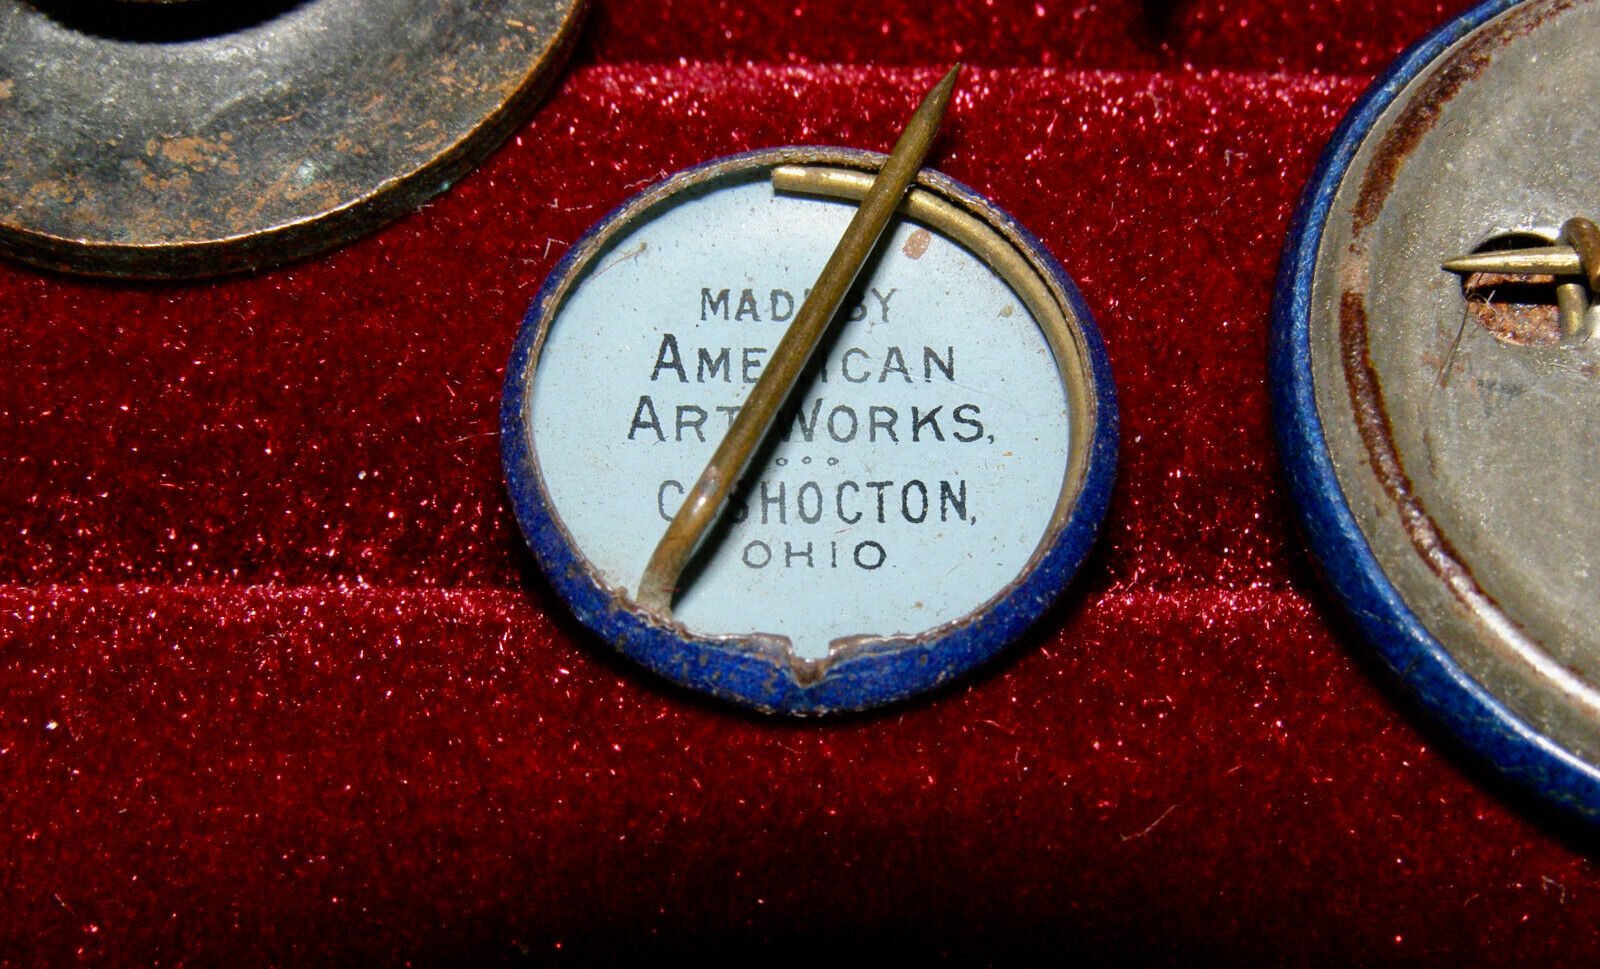 MADE BY
AMERICAN
ART WORKS,
COSHOCTON,
OHIO